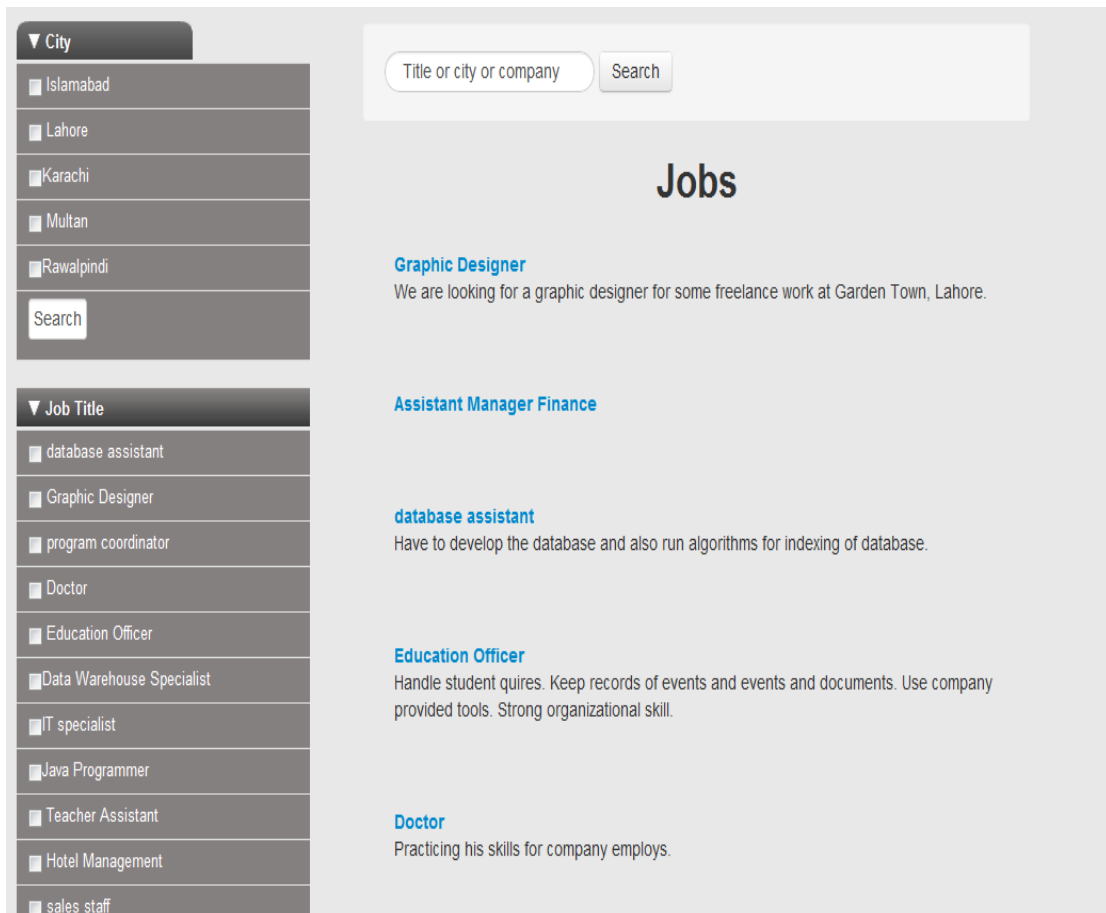 ▼ City
Islamabad
Lahore
Karachi
Multan
Rawalpindi
Search
▼ Job Title
database assistant
Graphic Designer
program coordinator
Doctor
Education Officer
Data Warehouse Specialist
IT specialist
Java Programmer
Teacher Assistant
Hotel Management
sales staff
Title or city or company Search
Jobs
Graphic Designer
We are looking for a graphic designer for some freelance work at Garden Town, Lahore.
Assistant Manager Finance
database assistant
Have to develop the database and also run algorithms for indexing of database.
Education Officer
Handle student quires. Keep records of events and events and documents. Use company
provided tools. Strong organizational skill.
Doctor
Practicing his skills for company employs.